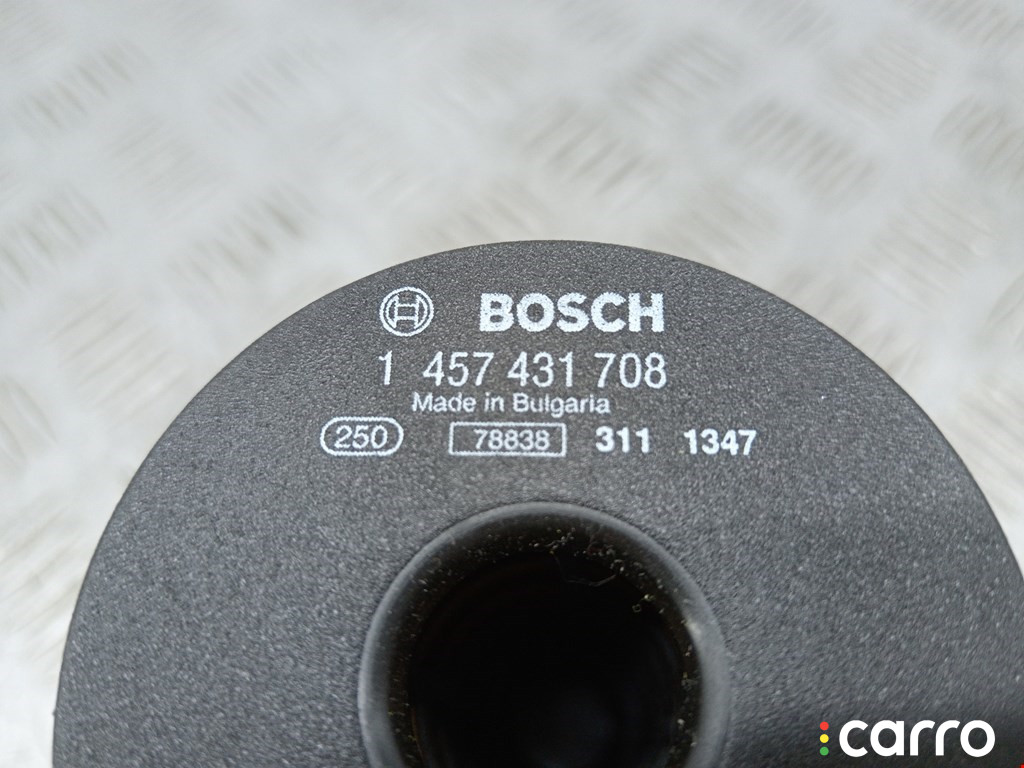 BOSCH
1 457 431 708
Made in Bulgaria
250 78838 311 1347
carro